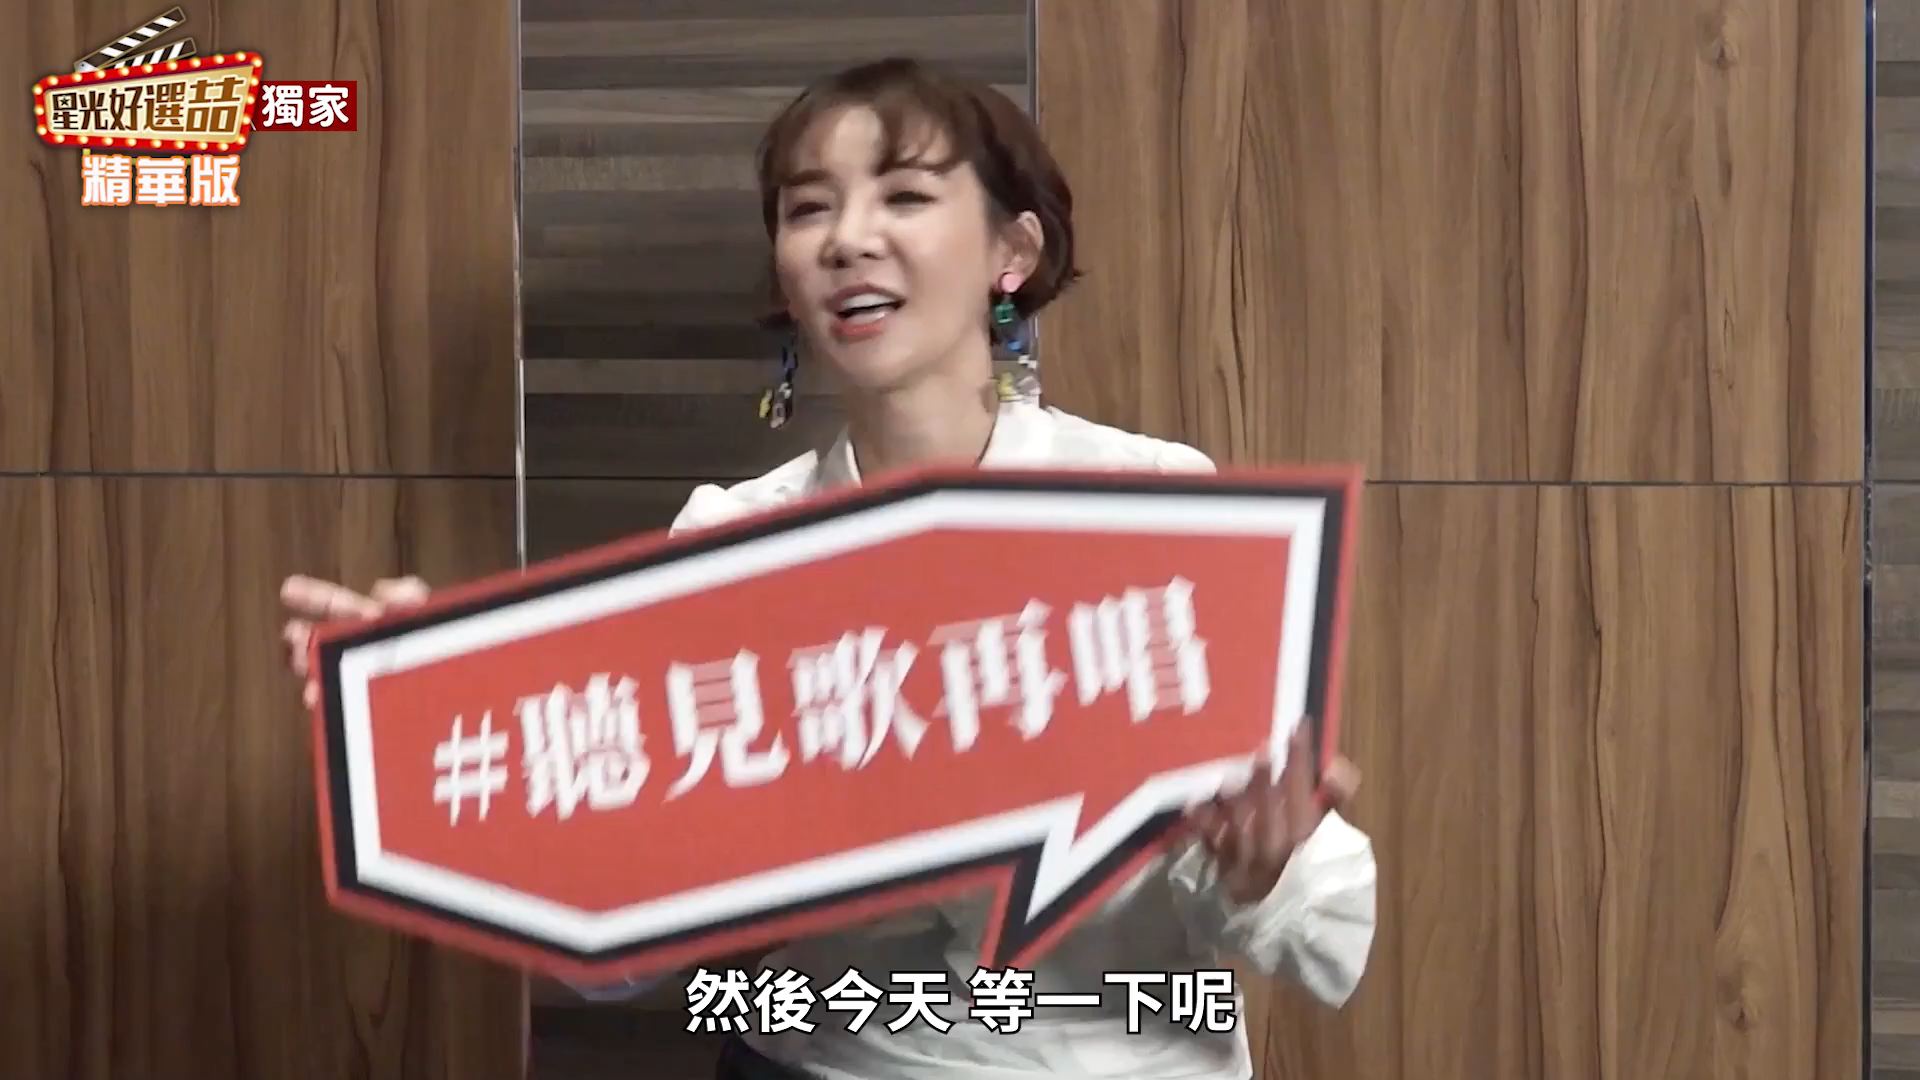 星光好選喆
獨家
精華版
#聽見歌再唱
然後今天 等一下呢